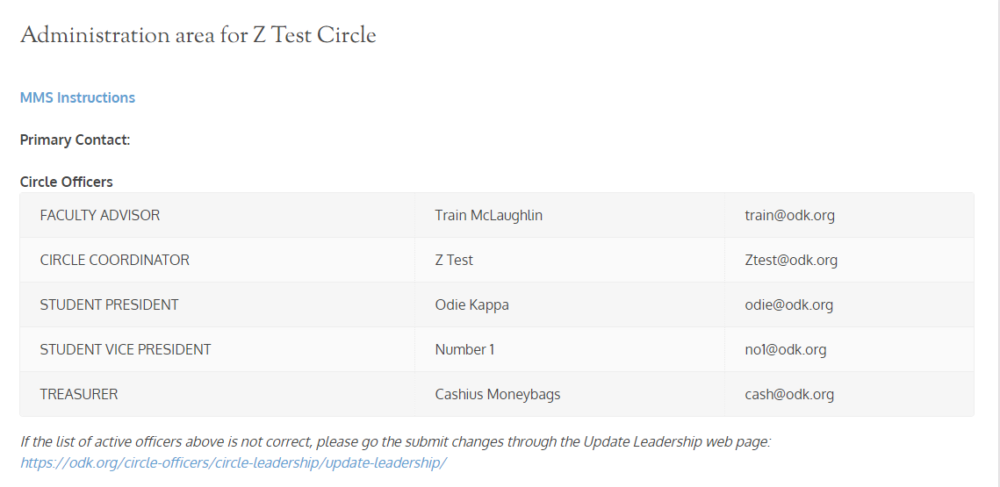 Administration area for Z Test Circle
MMS Instructions
Primary Contact:
Circle Officers
FACULTY ADVISOR Train McLaughlin train@odk.org
CIRCLE COORDINATOR Z Test Ztest@odk.org
STUDENT PRESIDENT Odie Kappa odie@odk.org
STUDENT VICE PRESIDENT Number 1 no1@odk.org
TREASURER Cashius Moneybags cash@odk.org
If the list of active officers above is not correct, please go the submit changes through the Update Leadership web page:
https://odk.org/circle-officers/circle-leadership/update-leadership/